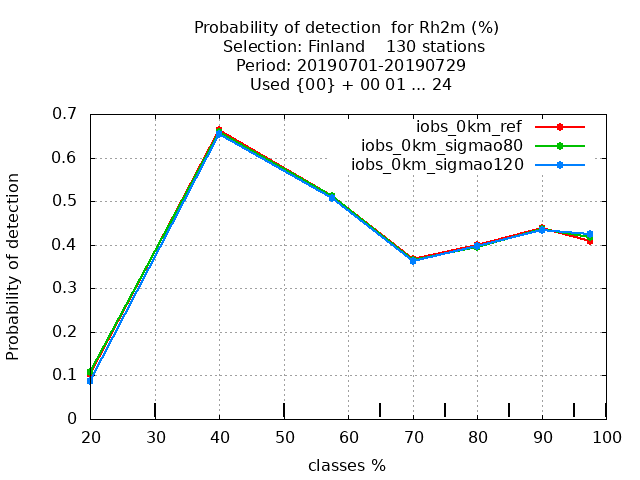 Probability of detection  for Rh2m (%)
Selection: Finland    130 stations
Period: 20190701-20190729
Used {00} + 00 01 ... 24
iobs_0km_ref
iobs_0km_sigmao80
iobs_0km_sigmao120
Probability of detection
0.7
0.6
0.5
0.4
0.3
0.2
0.1
0
20 30 40 50 60 70 80 90 100
classes %